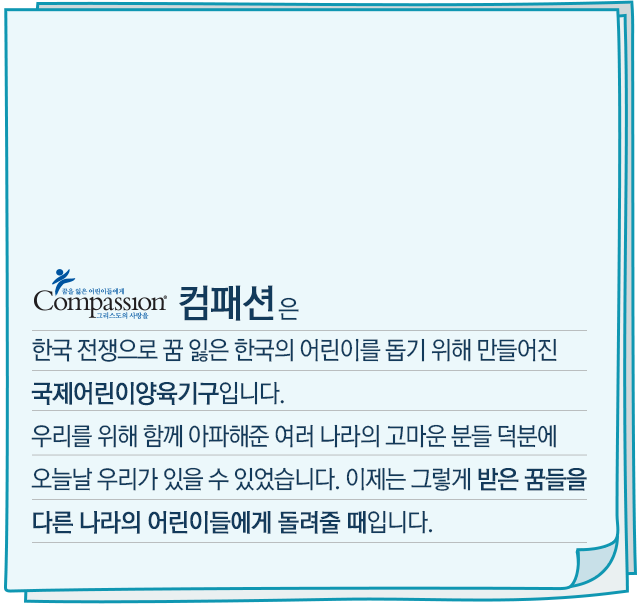 꿈을 잃은 어린이들에게
Compassion®
그리스도의 사랑을
컴패션은
한국 전쟁으로 꿈 잃은 한국의 어린이를 돕기 위해 만들어진
국제어린이양육기구입니다.
우리를 위해 함께 아파해준 여러 나라의 고마운 분들 덕분에
오늘날 우리가 있을 수 있었습니다. 이제는 그렇게 받은 꿈들을
다른 나라의 어린이들에게 돌려줄 때입니다.